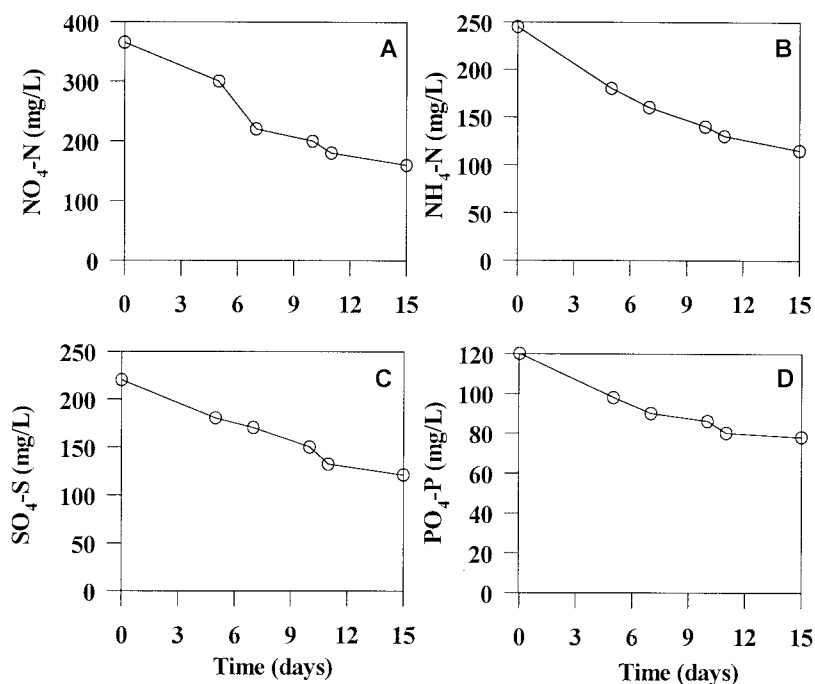 A
NO₄-N (mg/L)
400
300
200
100
0
0 3 6 9 12 15
B
NH₄-N (mg/L)
250
200
150
100
50
0
0 3 6 9 12 15
C
SO₄-S (mg/L)
250
200
150
100
50
0
0 3 6 9 12 15
Time (days)
D
PO₄-P (mg/L)
120
100
80
60
40
20
0
0 3 6 9 12 15
Time (days)